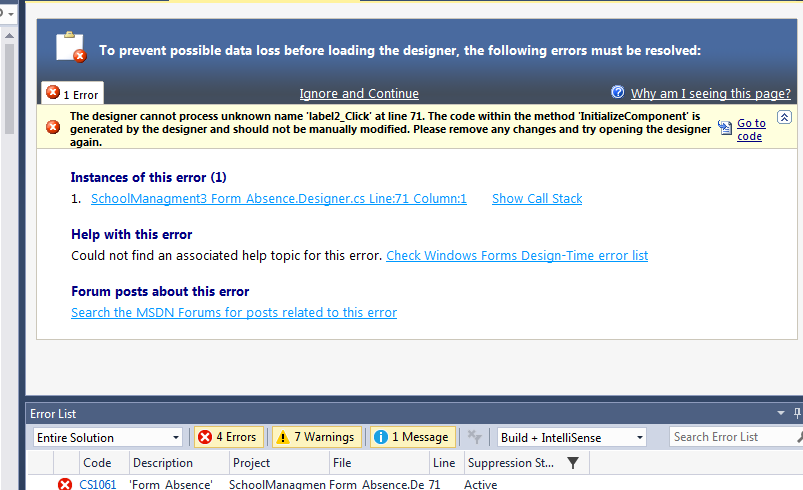 To prevent possible data loss before loading the designer, the following errors must be resolved:
1 Error
Ignore and Continue
Why am I seeing this page?
The designer cannot process unknown name 'label2_Click' at line 71. The code within the method 'InitializeComponent' is
generated by the designer and should not be manually modified. Please remove any changes and try opening the designer
again.
Go to
code
Instances of this error (1)
1. SchoolManagment3 Form_Absence.Designer.cs Line:71 Column:1 Show Call Stack
Help with this error
Could not find an associated help topic for this error. Check Windows Forms Design-Time error list
Forum posts about this error
Search the MSDN Forums for posts related to this error
Error List
Entire Solution 4 Errors 7 Warnings 1 Message Build + IntelliSense Search Error List
Code Description Project File Line Suppression St...
CS1061 'Form_Absence' SchoolManagmen Form_Absence.De 71 Active